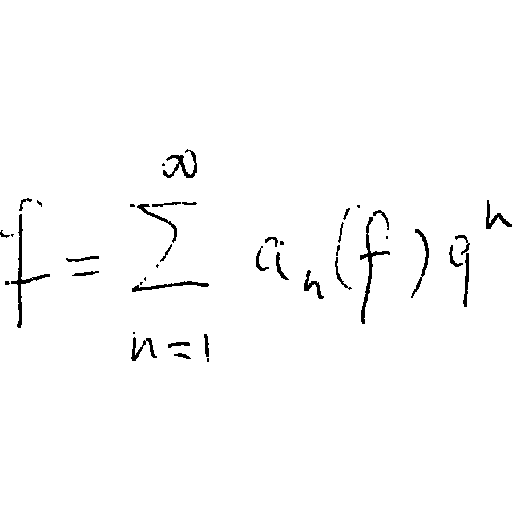 f = \sum_{n=1}^{\infty} a_n(f) q^n